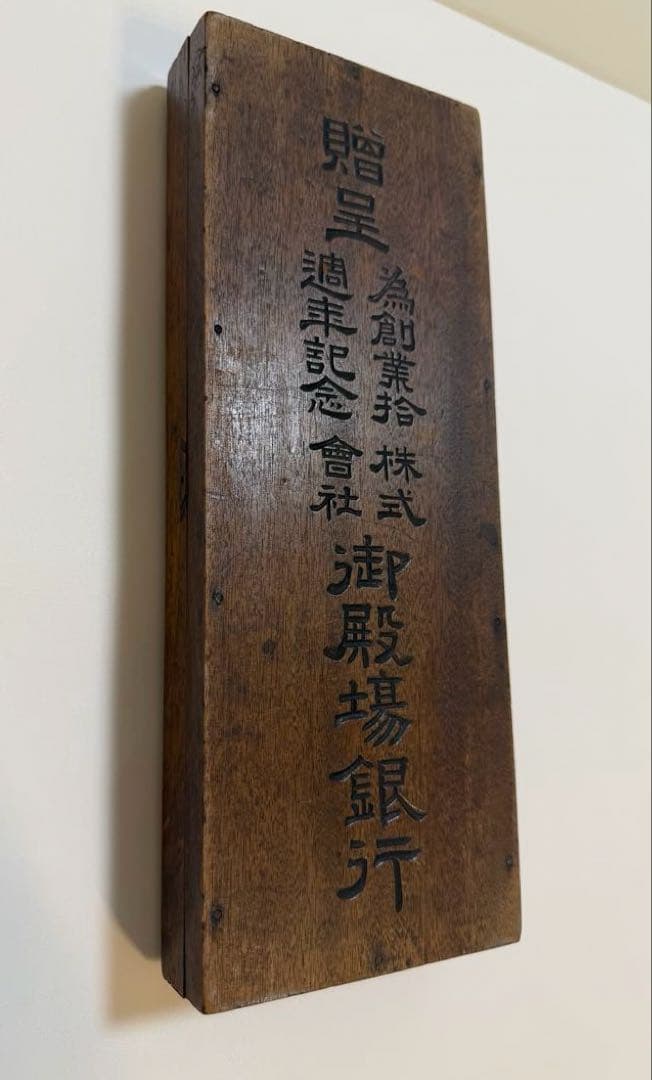 贈呈
為創業拾
週年記念
株式
會社
御殿場銀行